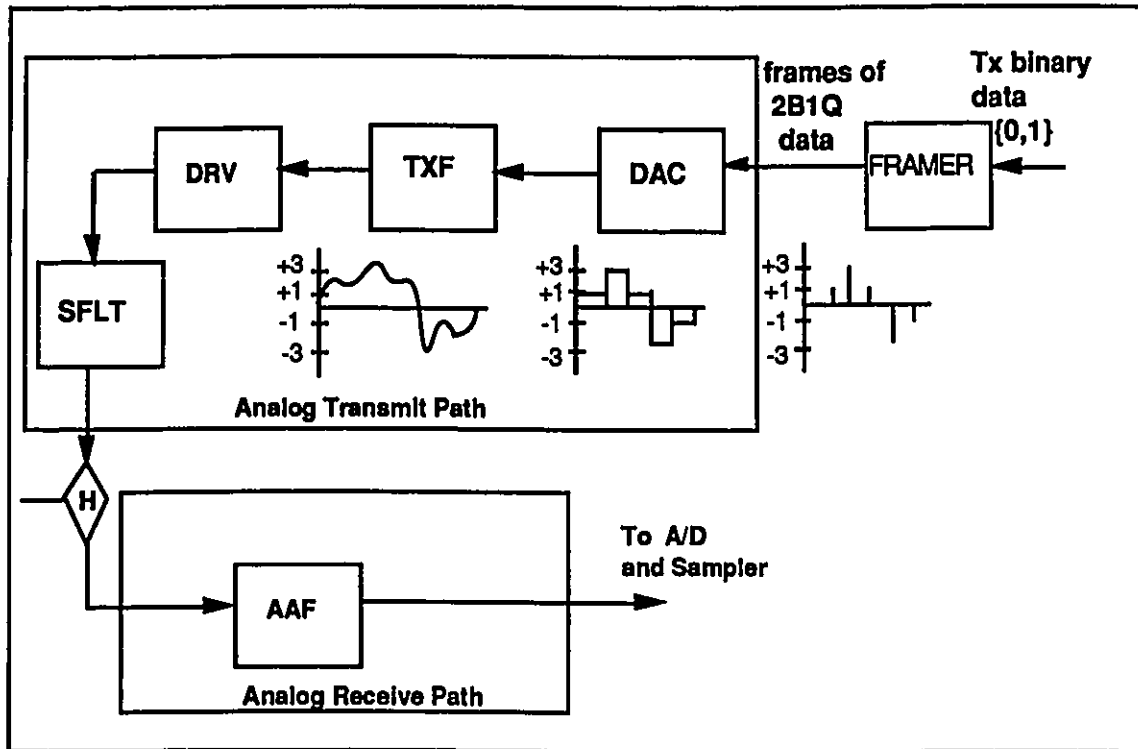 frames of
2B1Q
data
Tx binary
data
{0,1}
DRV
TXF
DAC
FRAMER
SFLT
+3
+1
-1
-3
+3
+1
-1
-3
+3
+1
-1
-3
Analog Transmit Path
H
To A/D
and Sampler
AAF
Analog Receive Path